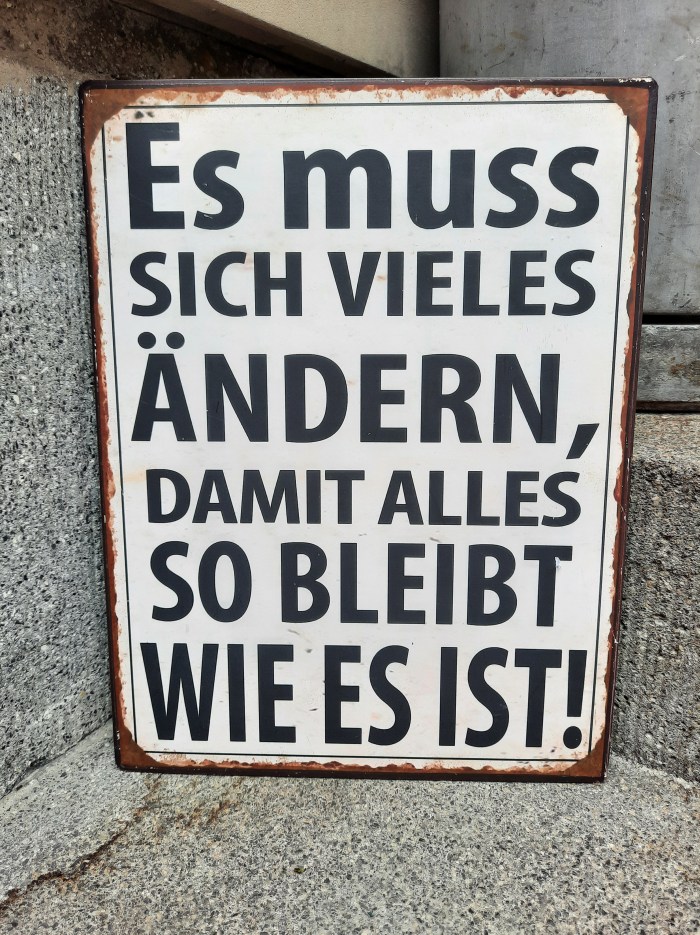 Es muss
SICH VIELES
ÄNDERN,
DAMIT ALLES
SO BLEIBT
WIE ES IST!